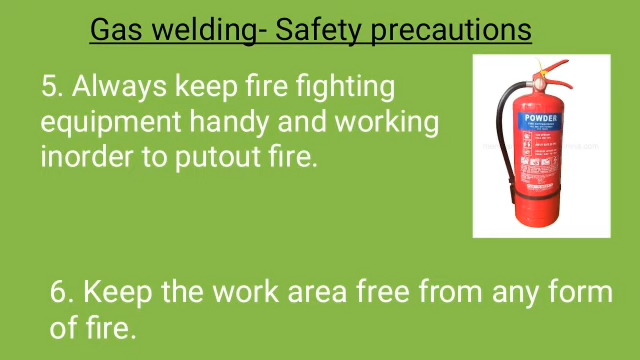 Gas welding- Safety precautions
5. Always keep fire fighting
equipment handy and working
inorder to putout fire.
POWDER
6. Keep the work area free from any form
of fire.